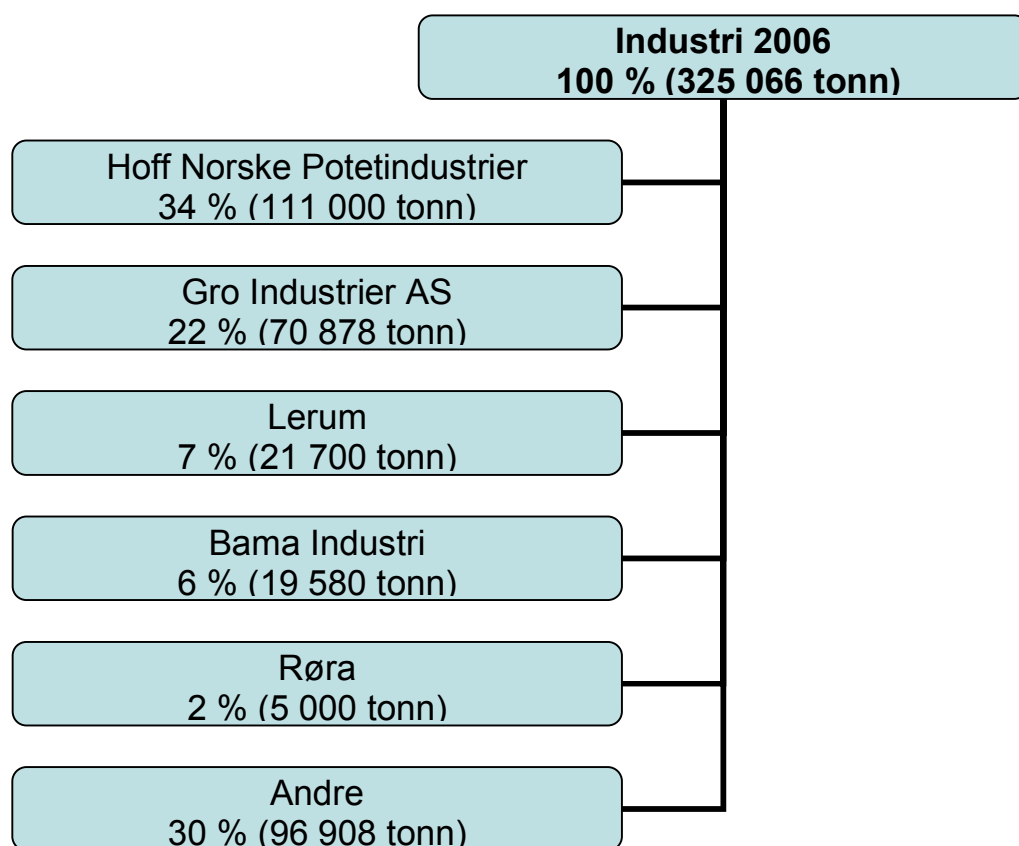 Industri 2006
100 % (325 066 tonn)
Hoff Norske Potetindustrier
34 % (111 000 tonn)
Gro Industrier AS
22 % (70 878 tonn)
Lerum
7 % (21 700 tonn)
Bama Industri
6 % (19 580 tonn)
Røra
2 % (5 000 tonn)
Andre
30 % (96 908 tonn)